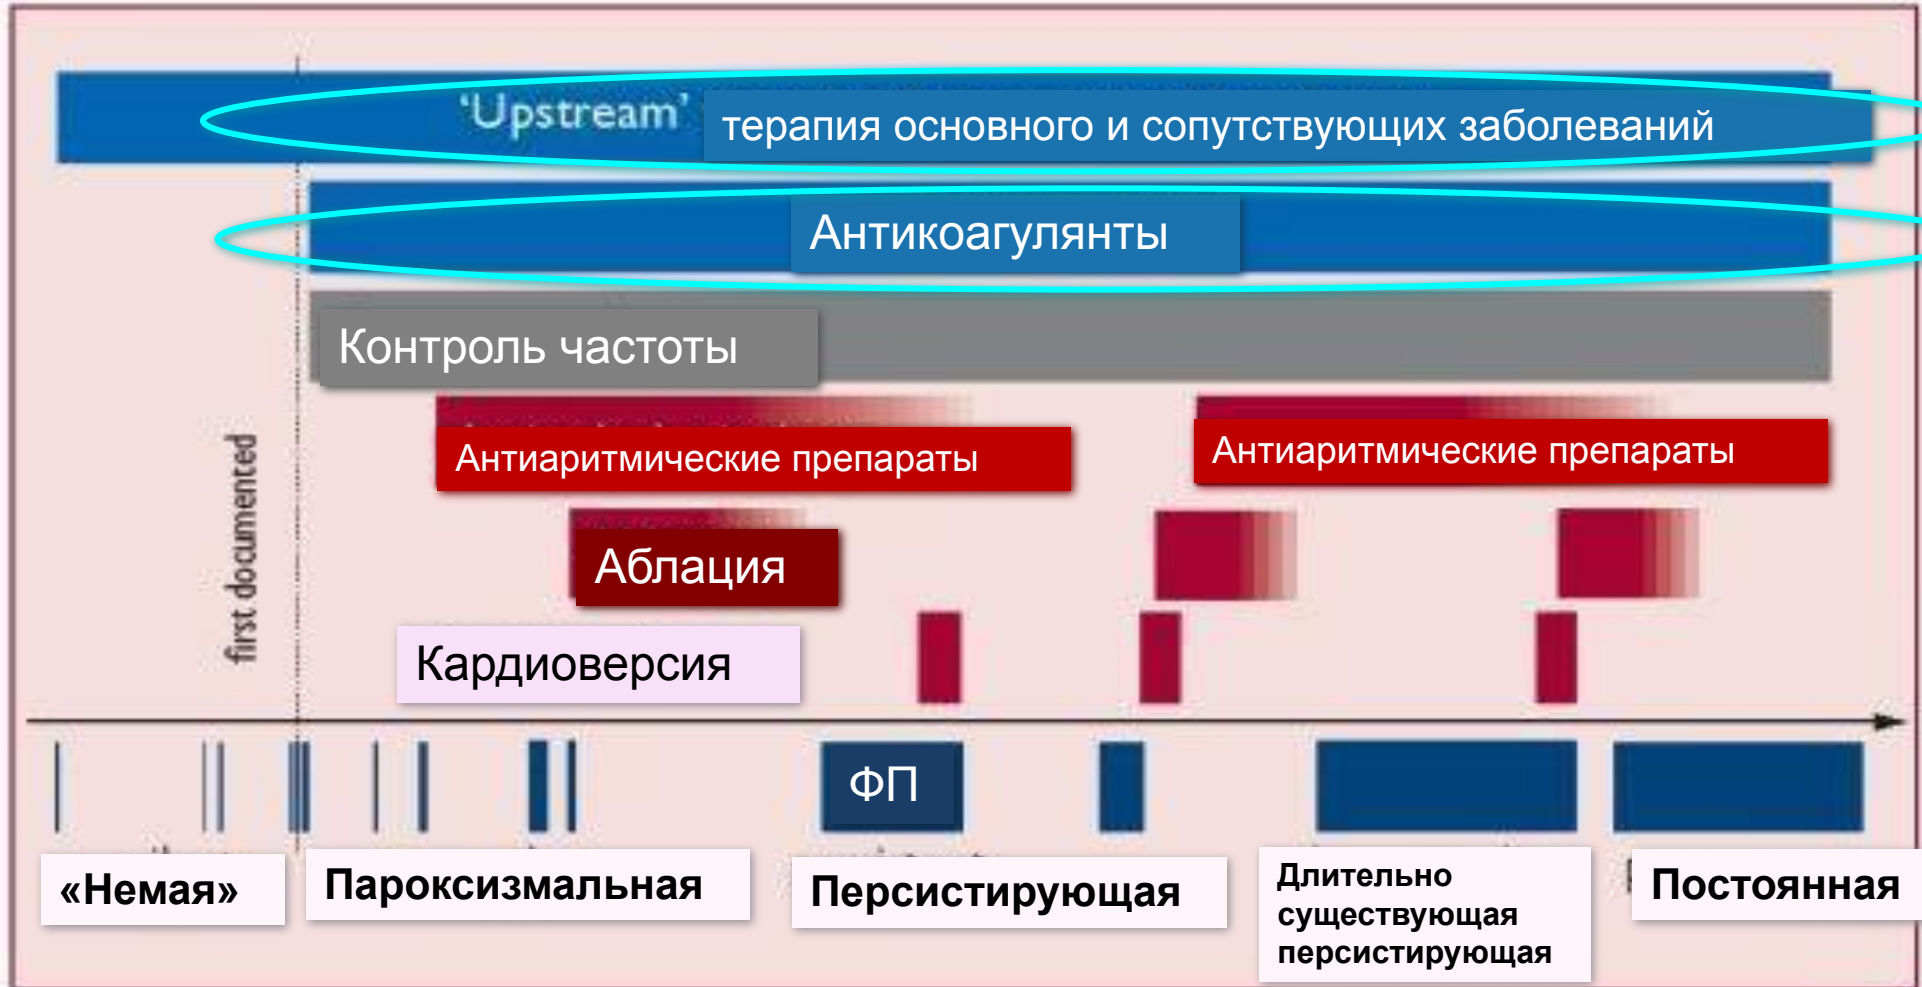 'Upstream' терапия основного и сопутствующих заболеваний
Антикоагулянты
Контроль частоты
Антиаритмические препараты
Антиаритмические препараты
first documented
Аблация
Кардиоверсия
ФП
«Немая»
Пароксизмальная
Персистирующая
Длительно
существующая
персистирующая
Постоянная